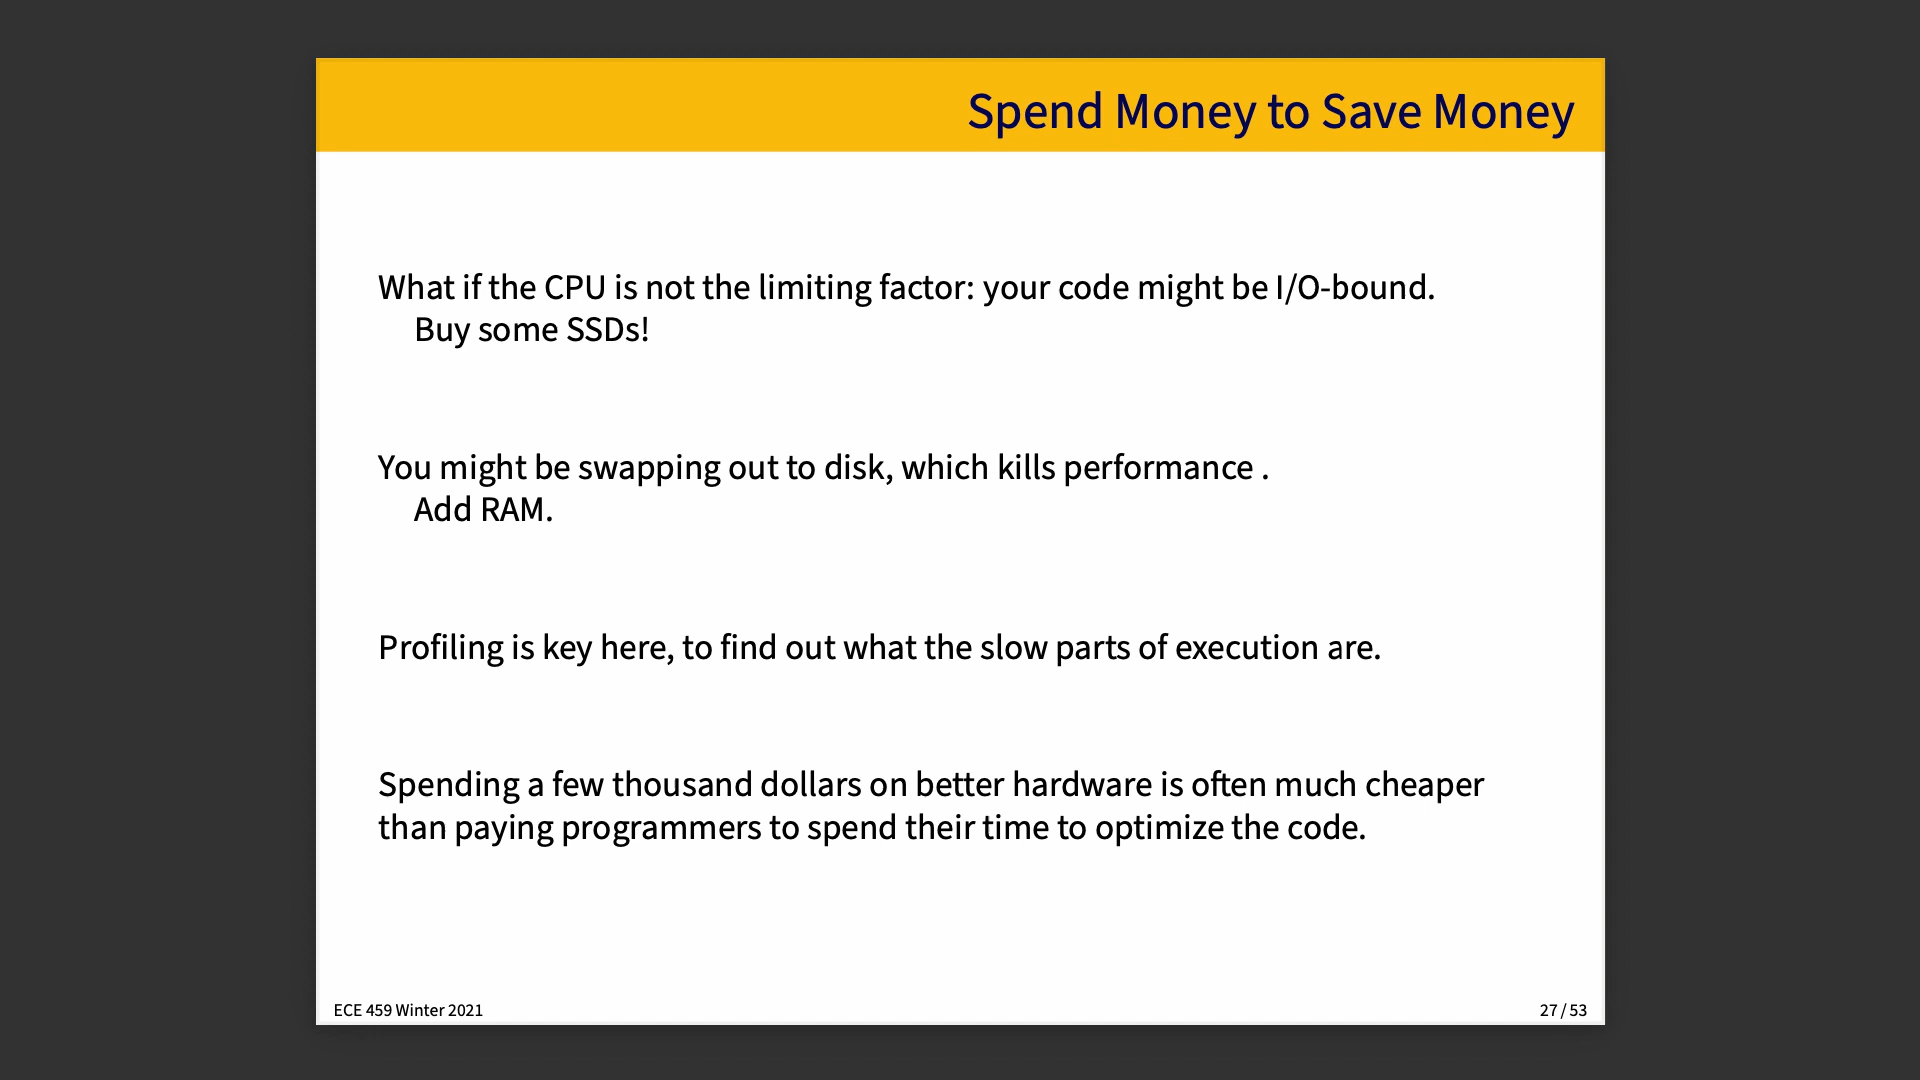 Spend Money to Save Money
What if the CPU is not the limiting factor: your code might be I/O-bound.
Buy some SSDs!
You might be swapping out to disk, which kills performance .
Add RAM.
Profiling is key here, to find out what the slow parts of execution are.
Spending a few thousand dollars on better hardware is often much cheaper
than paying programmers to spend their time to optimize the code.
ECE 459 Winter 2021
27 / 53